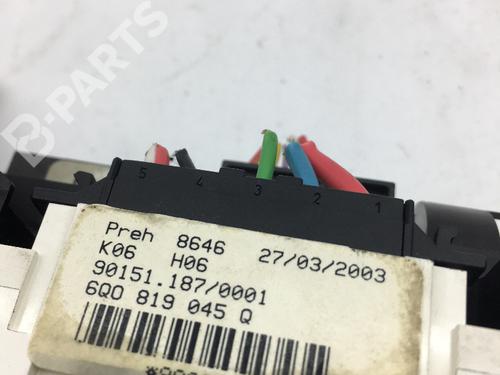 B-PARTS
5 4 3 2 1
Preh 8646 27/03/2003
K06 H06
90151.187/0001
6Q0 819 045 Q